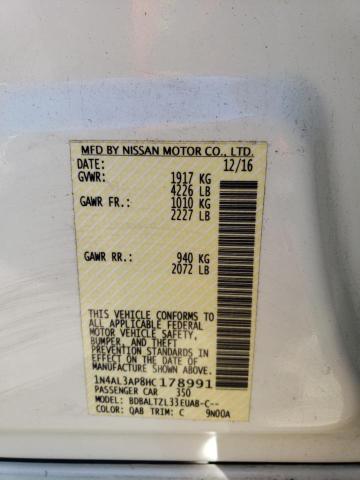 MFD BY NISSAN MOTOR CO., LTD.
DATE: 12/16
GVWR: 1917 KG
4226 LB
GAWR FR.: 1010 KG
2227 LB
GAWR RR.: 940 KG
2072 LB
THIS VEHICLE CONFORMS TO
ALL APPLICABLE FEDERAL
MOTOR VEHICLE SAFETY,
BUMPER, AND THEFT
PREVENTION STANDARDS IN
EFFECT ON THE DATE OF
MANUFACTURE SHOWN ABOVE.
1N4AL3AP8HC178991
PASSENGER CAR 350
MODEL: BDBALTZL33EUA8-C--
COLOR: QAB TRIM: C 9N00A